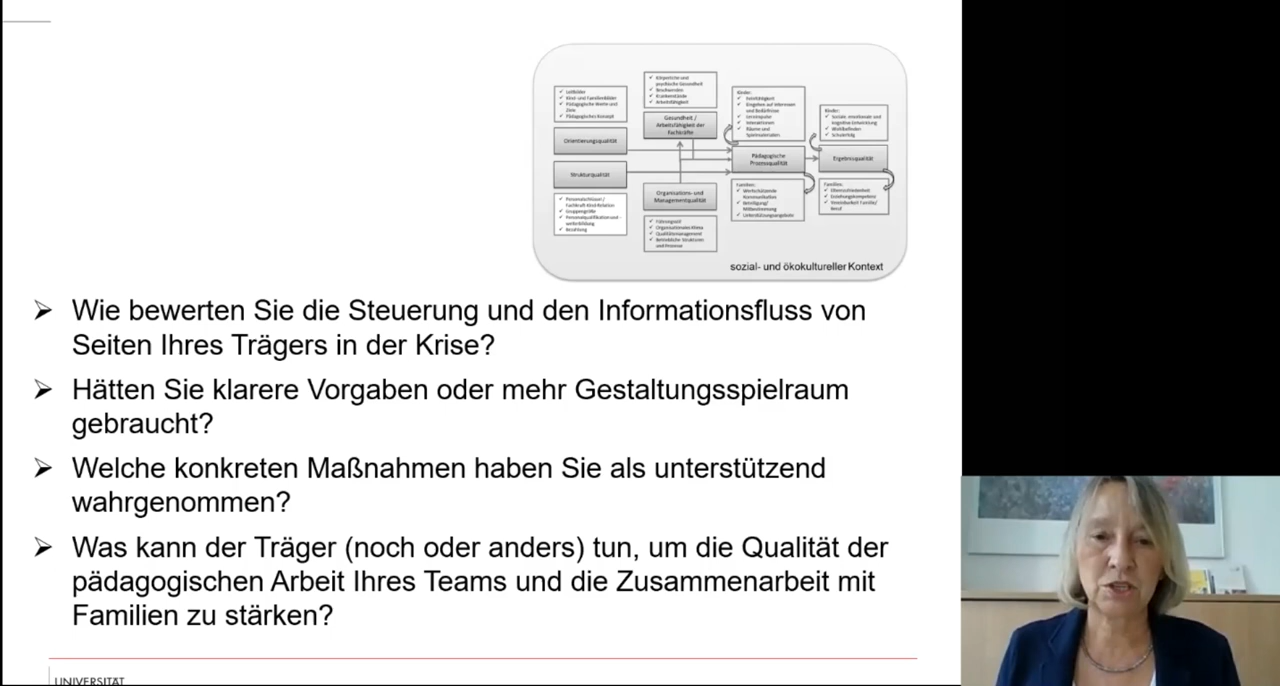 ✓ Leitbilder
✓ Kind- und Familienbilder
✓ Pädagogische Werte und
Ziele
✓ Pädagogisches Konzept
Orientierungsqualität
Strukturqualität
✓ Personalschlüssel /
Fachkraft-Kind-Relation
✓ Gruppengröße
✓ Personalqualifikation und -
weiterbildung
✓ Bezahlung
✓ Körperliche und
psychische Gesundheit
✓ Beschwerden
✓ Krankenstände
✓ Arbeitsfähigkeit
Gesundheit /
Arbeitsfähigkeit der
Fachkräfte
Organisations- und
Managementqualität
✓ Führungsstil
✓ Organisationsklima
✓ Qualitätsmanagement
✓ Betriebliche Strukturen
und Prozesse
Kinder:
✓ Feinfühligkeit
✓ Eingehen auf Interessen
und Bedürfnisse
✓ Lernimpulse
✓ Interaktionen
✓ Räume und
Spielmaterialien
Pädagogische
Prozessqualität
Familien:
✓ Wertschätzende
Kommunikation
✓ Beteiligung/
Mitbestimmung
✓ Unterstützungsangebote
Kinder:
✓ Soziale, emotionale und
kognitive Entwicklung
✓ Wohlbefinden
✓ Schulerfolg
Ergebnisqualität
Familien:
✓ Elternzufriedenheit
✓ Erziehungskompetenz
✓ Vereinbarkeit Familie/
Beruf
sozial- und ökokultureller Kontext
➢ Wie bewerten Sie die Steuerung und den Informationsfluss von
Seiten Ihres Trägers in der Krise?
➢ Hätten Sie klarere Vorgaben oder mehr Gestaltungsspielraum
gebraucht?
➢ Welche konkreten Maßnahmen haben Sie als unterstützend
wahrgenommen?
➢ Was kann der Träger (noch oder anders) tun, um die Qualität der
pädagogischen Arbeit Ihres Teams und die Zusammenarbeit mit
Familien zu stärken?
UNIVERSITÄT